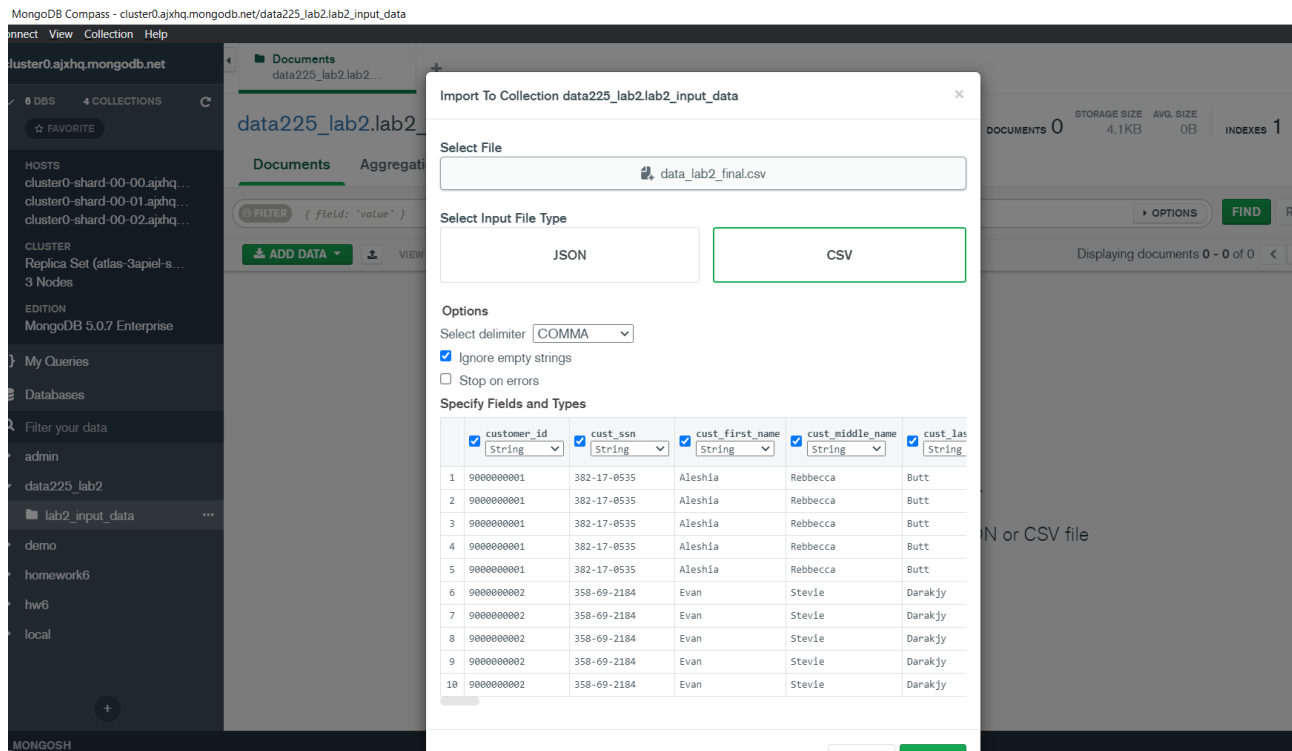 MongoDB Compass - cluster0.ajxhq.mongodb.net/data225_lab2.lab2_input_data
onnect View Collection Help
luster0.ajxhq.mongodb.net
6 DBS 4 COLLECTIONS
FAVORITE
HOSTS
cluster0-shard-00-00.ajxhq...
cluster0-shard-00-01.ajxhq...
cluster0-shard-00-02.ajxhq...
CLUSTER
Replica Set (atlas-3apiel-s...
3 Nodes
EDITION
MongoDB 5.0.7 Enterprise
My Queries
Databases
Filter your data
admin
data225_lab2
lab2_input_data
demo
homework6
hw6
local
+
MONGOSH
Documents
data225_lab2.lab2...
+
data225_lab2.lab2_
DOCUMENTS 0
STORAGE SIZE 4.1KB
AVG. SIZE 0B
INDEXES 1
Documents Aggregati
FILTER { field: 'value' }
OPTIONS FIND R
ADD DATA VIEW
Displaying documents 0 - 0 of 0 <
N or CSV file
Import To Collection data225_lab2.lab2_input_data ×
Select File
data_lab2_final.csv
Select Input File Type
JSON CSV
Options
Select delimiter COMMA
Ignore empty strings
Stop on errors
Specify Fields and Types
customer_id cust_ssn cust_first_name cust_middle_name cust_las
String String String String String
1 9000000001 382-17-0535 Aleshia Rebbecca Butt
2 9000000001 382-17-0535 Aleshia Rebbecca Butt
3 9000000001 382-17-0535 Aleshia Rebbecca Butt
4 9000000001 382-17-0535 Aleshia Rebbecca Butt
5 9000000001 382-17-0535 Aleshia Rebbecca Butt
6 9000000002 358-69-2184 Evan Stevie Darakjy
7 9000000002 358-69-2184 Evan Stevie Darakjy
8 9000000002 358-69-2184 Evan Stevie Darakjy
9 9000000002 358-69-2184 Evan Stevie Darakjy
10 9000000002 358-69-2184 Evan Stevie Darakjy